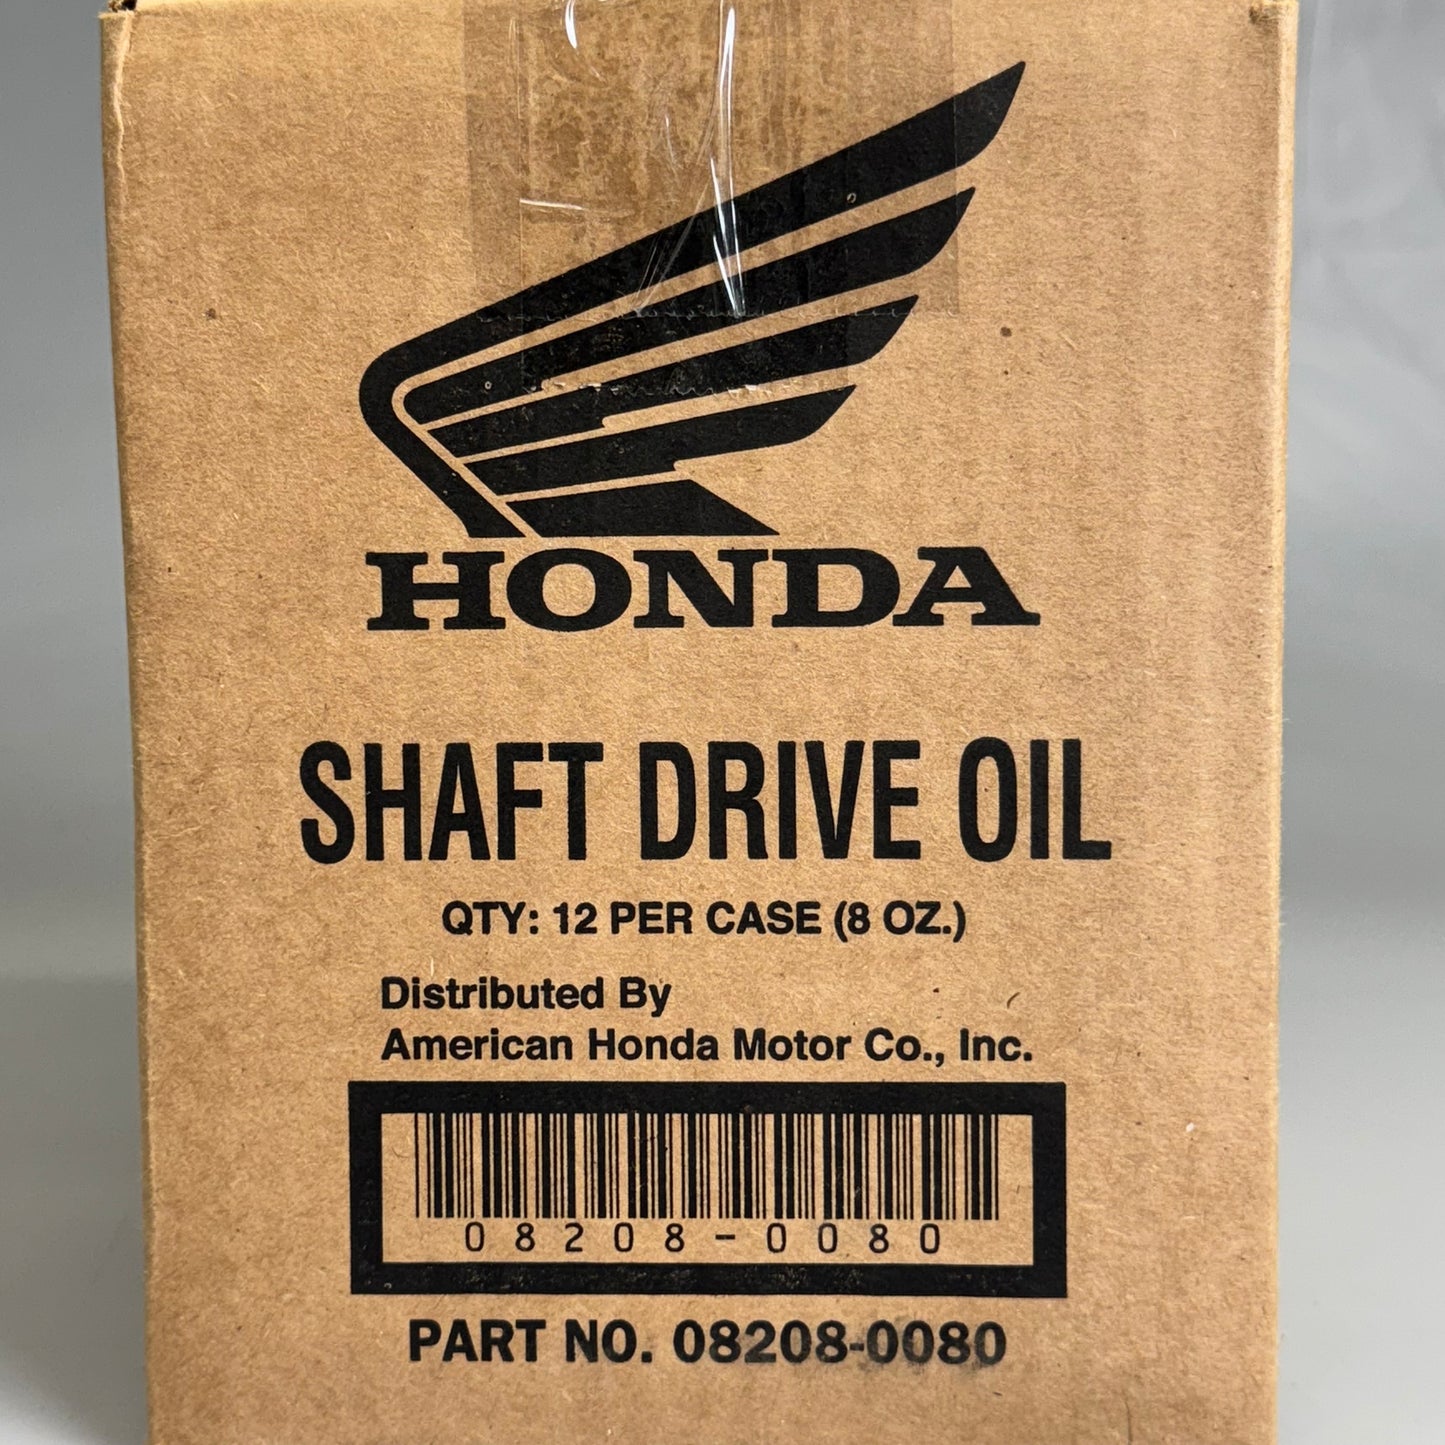 HONDA
SHAFT DRIVE OIL
QTY: 12 PER CASE (8 OZ.)
Distributed By
American Honda Motor Co., Inc.
08208-0080
PART NO. 08208-0080